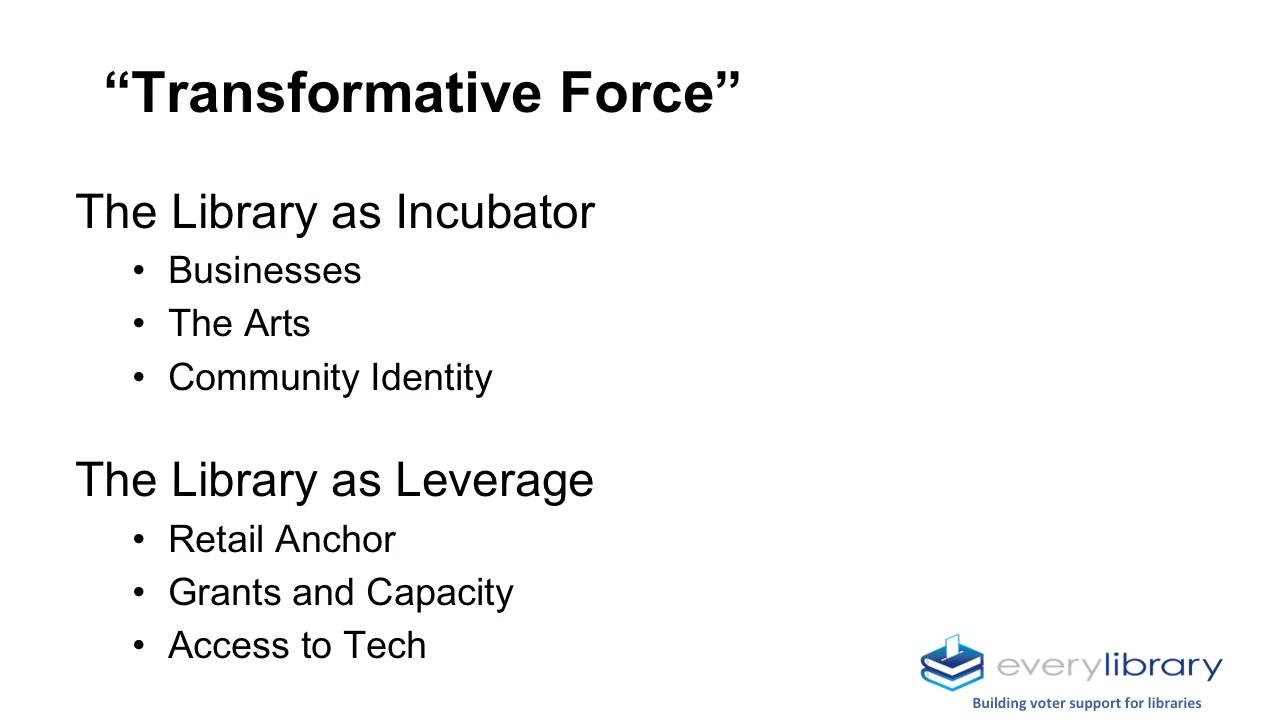 “Transformative Force”
The Library as Incubator
• Businesses
• The Arts
• Community Identity
The Library as Leverage
• Retail Anchor
• Grants and Capacity
• Access to Tech
everylibrary
Building voter support for libraries